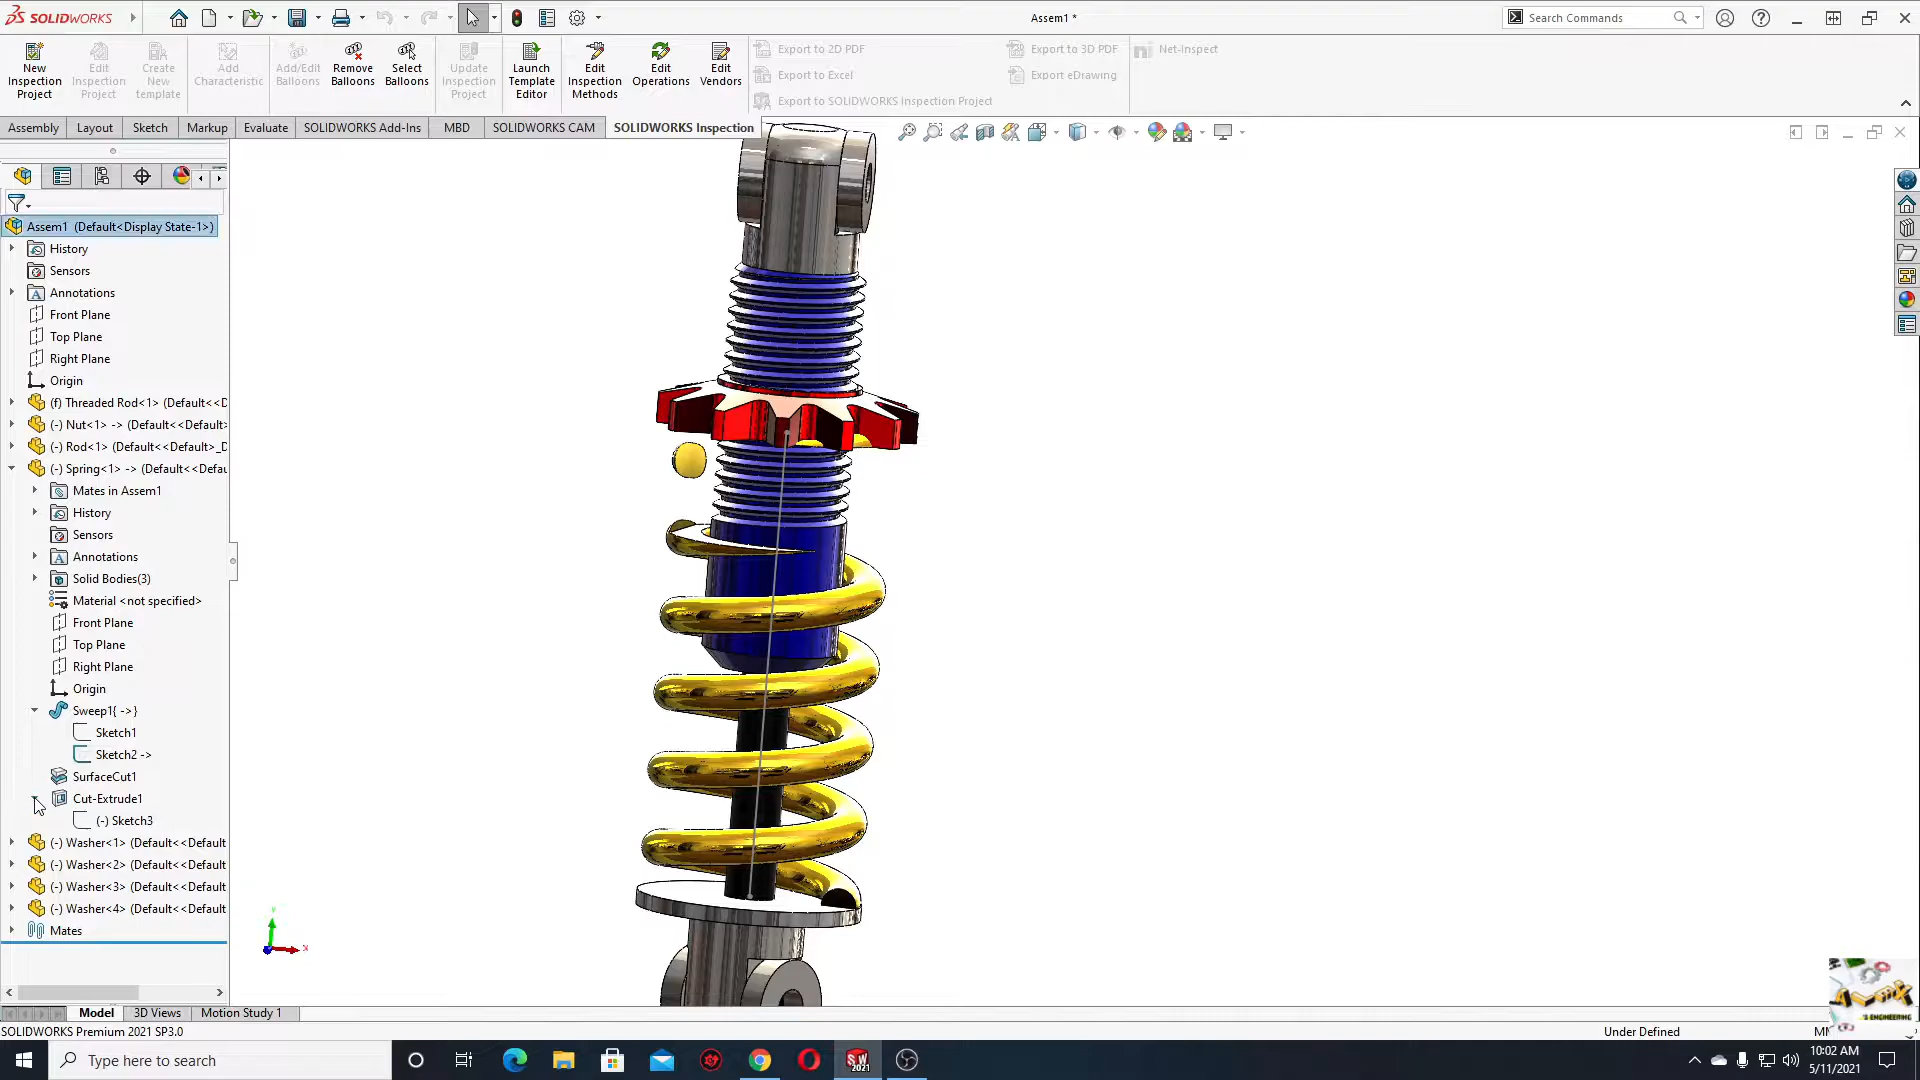 SOLIDWORKS
Assem1 *
Search Commands
New Inspection Project
Edit Inspection Project
Create New template
Add Characteristic
Add/Edit Balloons
Remove Balloons
Select Balloons
Update Inspection Project
Launch Template Editor
Edit Inspection Methods
Edit Operations
Edit Vendors
Export to 2D PDF
Export to Excel
Export to SOLIDWORKS Inspection Project
Export to 3D PDF
Export eDrawing
Net-Inspect
Assembly
Layout
Sketch
Markup
Evaluate
SOLIDWORKS Add-Ins
MBD
SOLIDWORKS CAM
SOLIDWORKS Inspection
Assem1 (Default<Display State-1>)
History
Sensors
Annotations
Front Plane
Top Plane
Right Plane
Origin
(f) Threaded Rod<1> (Default<<D
(-) Nut<1> -> (Default<<Default>
(-) Rod<1> (Default<<Default>_D
(-) Spring<1> -> (Default<<Defau
Mates in Assem1
History
Sensors
Annotations
Solid Bodies(3)
Material <not specified>
Front Plane
Top Plane
Right Plane
Origin
Sweep1{ ->}
Sketch1
Sketch2 ->
SurfaceCut1
Cut-Extrude1
(-) Sketch3
(-) Washer<1> (Default<<Default
(-) Washer<2> (Default<<Default
(-) Washer<3> (Default<<Default
(-) Washer<4> (Default<<Default
Mates
Model
3D Views
Motion Study 1
SOLIDWORKS Premium 2021 SP3.0
Under Defined
Type here to search
10:02 AM
5/11/2021